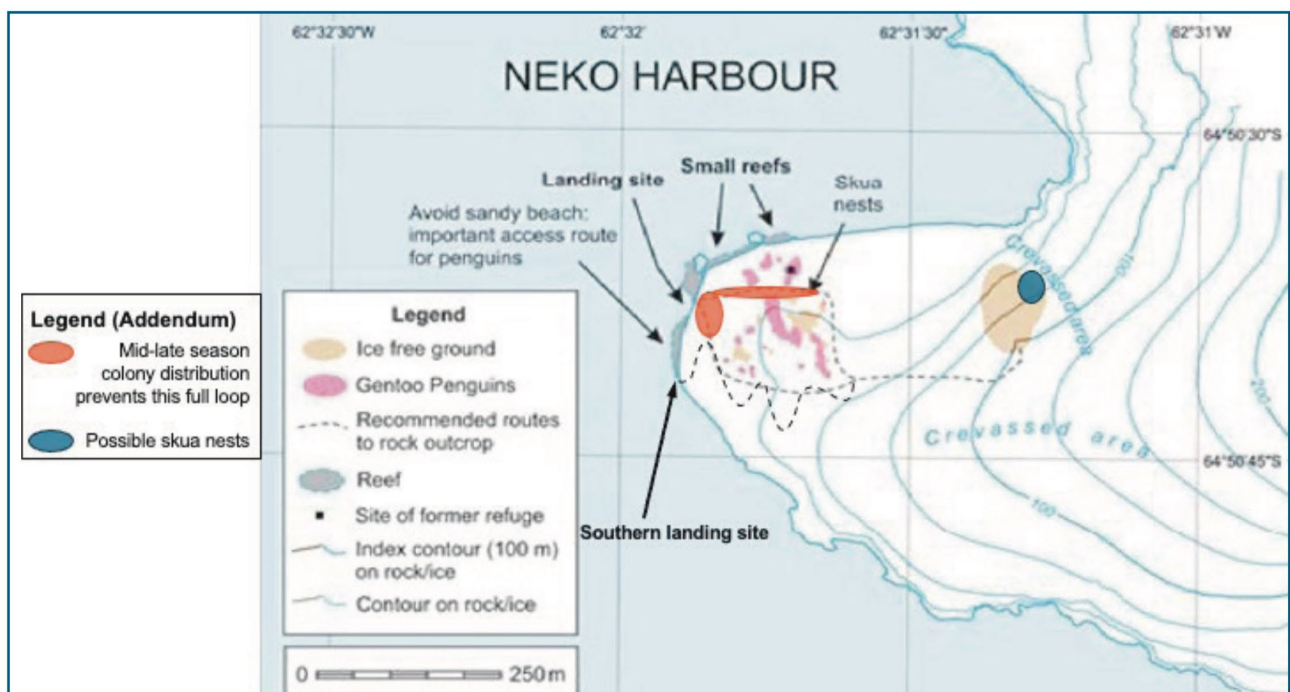 62°32'30"W
62°32'
62°31'30"
62°31'W
NEKO HARBOUR
64°50'30"S
Small reefs
Landing site
Skua
nests
Avoid sandy beach:
important access route
for penguins
100
Crevassed area
Legend (Addendum)
Mid-late season
colony distribution
prevents this full loop
Possible skua nests
Legend
Ice free ground
Gentoo Penguins
Recommended routes
to rock outcrop
Reef
Site of former refuge
Index contour (100 m)
on rock/ice
Contour on rock/ice
0
250 m
200
Crevassed area
64°50'45"S
100
Southern landing site